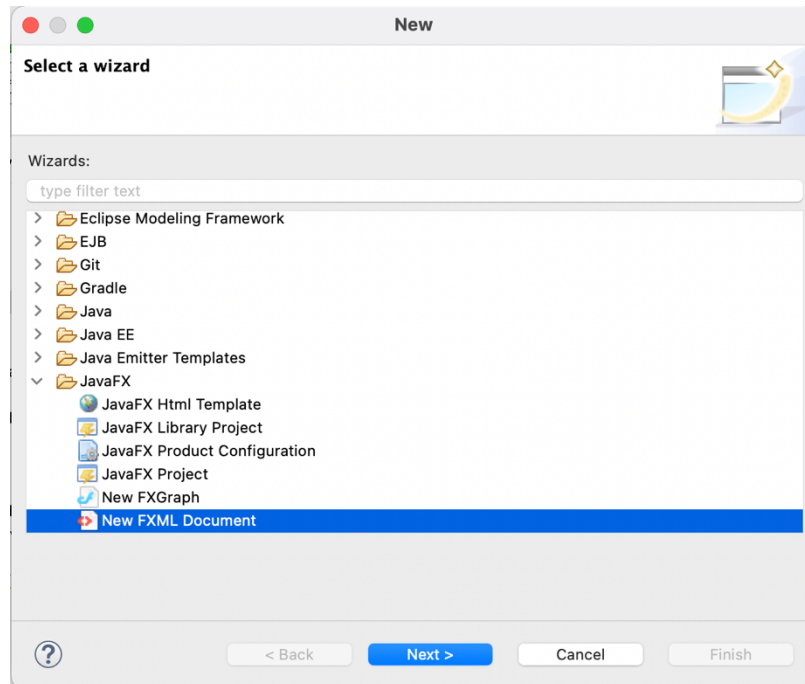 New
Select a wizard
Wizards:
type filter text
Eclipse Modeling Framework
EJB
Git
Gradle
Java
Java EE
Java Emitter Templates
JavaFX
JavaFX Html Template
JavaFX Library Project
JavaFX Product Configuration
JavaFX Project
New FXGraph
New FXML Document
? < Back Next > Cancel Finish